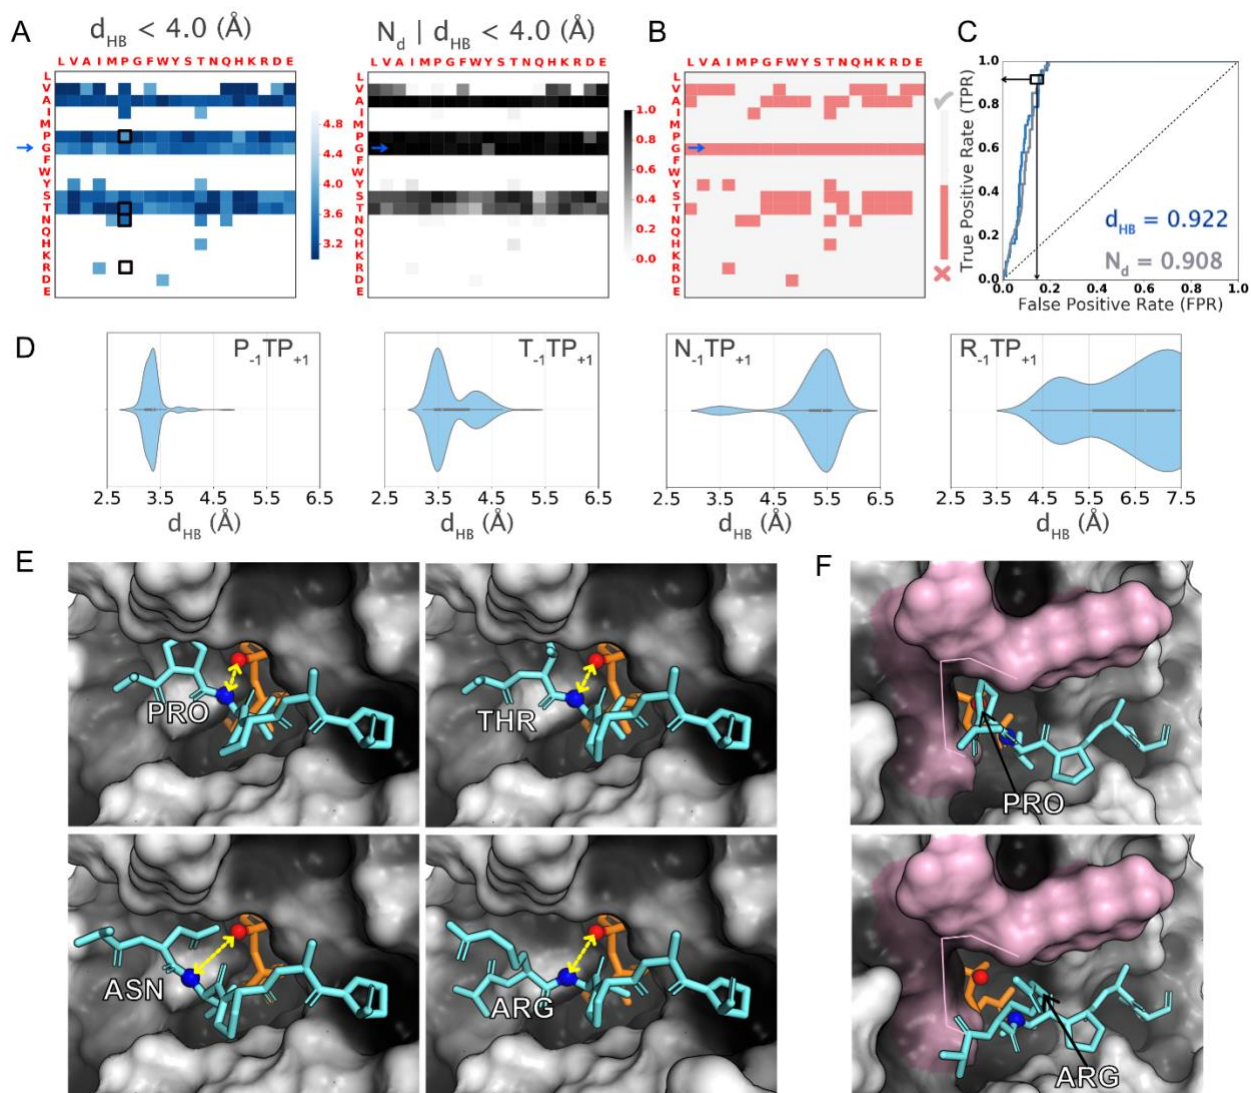 A
d_HB < 4.0 (Å)
N_d | d_HB < 4.0 (Å)
B
C
L V A I M P G F W Y S T N Q H K R D E
L V A I M P G F W Y S T N Q H K R D E
L V A I M P G F W Y S T N Q H K R D E
L
V
A
I
M
P
G
F
W
Y
S
T
N
Q
H
K
R
D
E
4.8
4.4
4.0
3.6
3.2
L
V
A
I
M
P
G
F
W
Y
S
T
N
Q
H
K
R
D
E
1.0
0.8
0.6
0.4
0.2
0.0
L
V
A
I
M
P
G
F
W
Y
S
T
N
Q
H
K
R
D
E
True Positive Rate (TPR)
1.0
0.8
0.6
0.4
0.2
0.0
d_HB = 0.922
N_d = 0.908
0.0 0.2 0.4 0.6 0.8 1.0
False Positive Rate (FPR)
D
P_-1TP_+1
T_-1TP_+1
N_-1TP_+1
R_-1TP_+1
2.5 3.5 4.5 5.5 6.5
2.5 3.5 4.5 5.5 6.5
2.5 3.5 4.5 5.5 6.5
2.5 3.5 4.5 5.5 6.5 7.5
d_HB (Å)
d_HB (Å)
d_HB (Å)
d_HB (Å)
E
F
PRO
THR
PRO
ASN
ARG
ARG